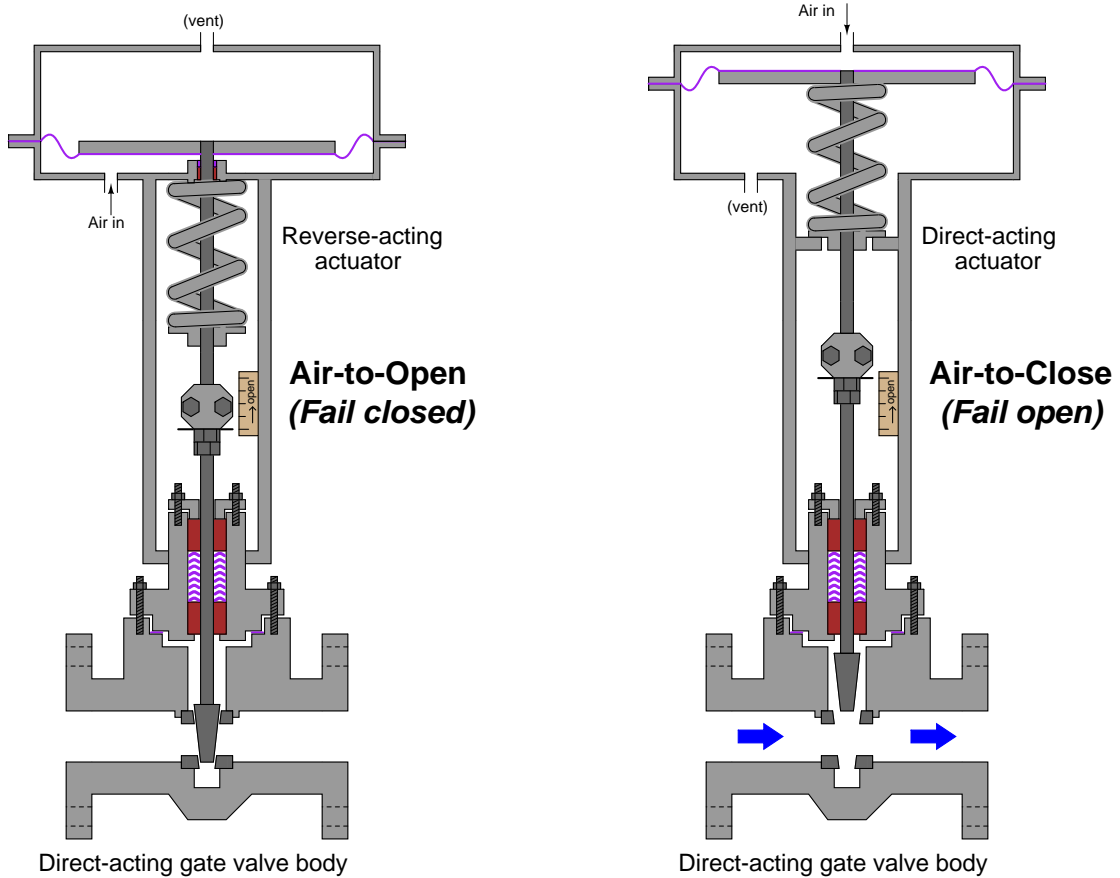 (vent)
Air in
Reverse-acting
actuator
Air-to-Open
(Fail closed)
open
Direct-acting gate valve body
Air in
(vent)
Direct-acting
actuator
Air-to-Close
(Fail open)
open
Direct-acting gate valve body